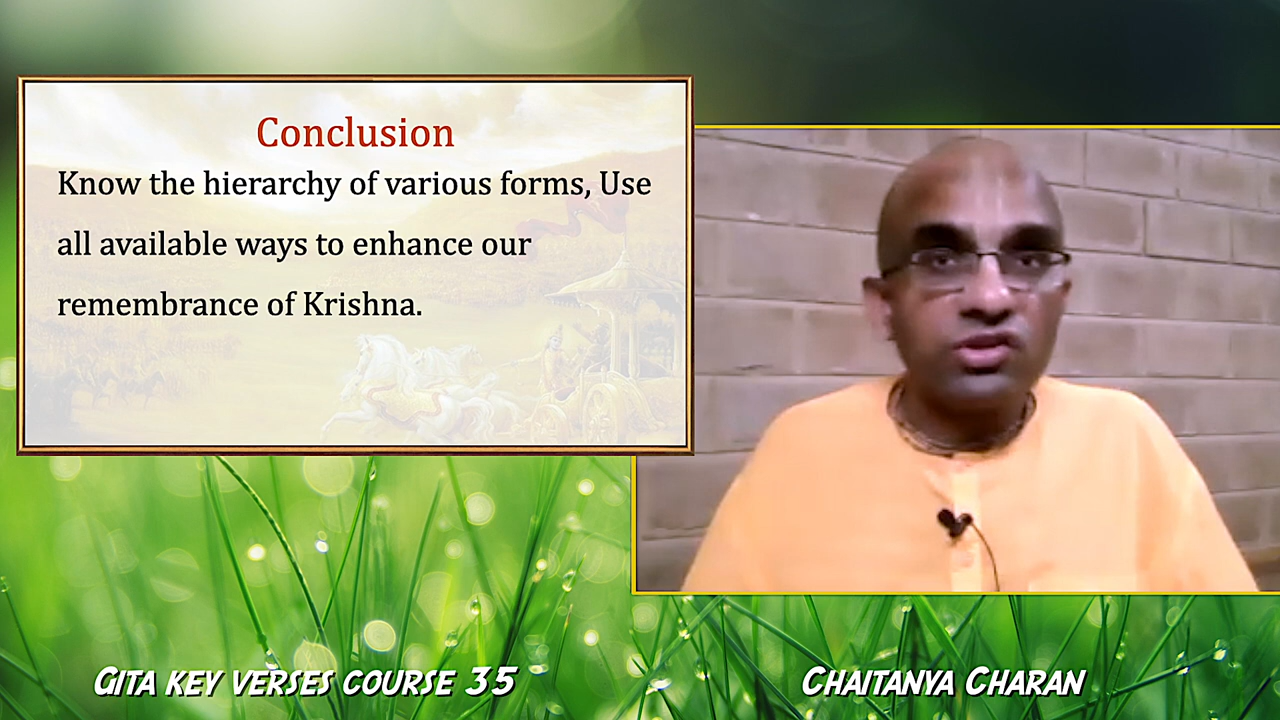 Conclusion
Know the hierarchy of various forms, Use
all available ways to enhance our
remembrance of Krishna.
GITA KEY VERSES COURSE 35
CHAITANYA CHARAN